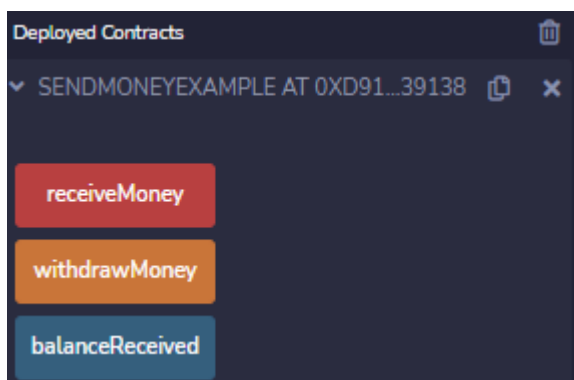 Deployed Contracts
SENDMONEYEXAMPLE AT 0XD91...39138
receiveMoney
withdrawMoney
balanceReceived